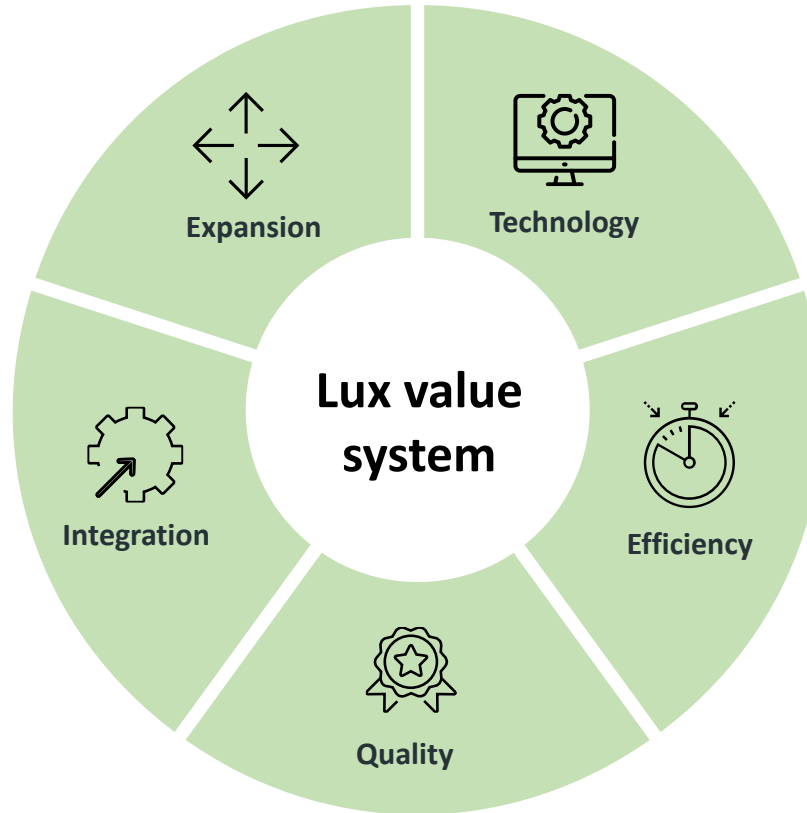 Expansion
Technology
Lux value
system
Integration
Efficiency
Quality